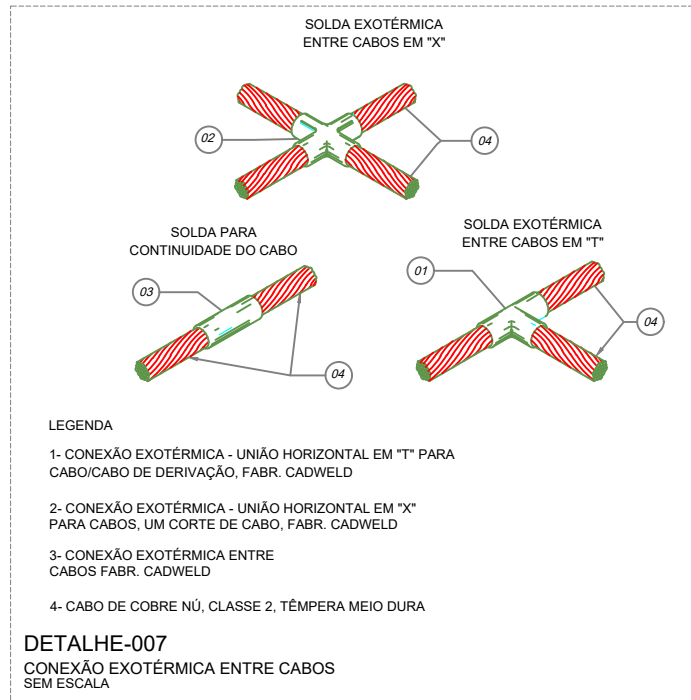 SOLDA EXOTÉRMICA
ENTRE CABOS EM "X"
02
04
SOLDA PARA
CONTINUIDADE DO CABO
03
04
SOLDA EXOTÉRMICA
ENTRE CABOS EM "T"
01
04
LEGENDA
1- CONEXÃO EXOTÉRMICA - UNIÃO HORIZONTAL EM "T" PARA
CABO/CABO DE DERIVAÇÃO, FABR. CADWELD
2- CONEXÃO EXOTÉRMICA - UNIÃO HORIZONTAL EM "X"
PARA CABOS, UM CORTE DE CABO, FABR. CADWELD
3- CONEXÃO EXOTÉRMICA ENTRE
CABOS FABR. CADWELD
4- CABO DE COBRE NÚ, CLASSE 2, TÊMPERA MEIO DURA
DETALHE-007
CONEXÃO EXOTÉRMICA ENTRE CABOS
SEM ESCALA